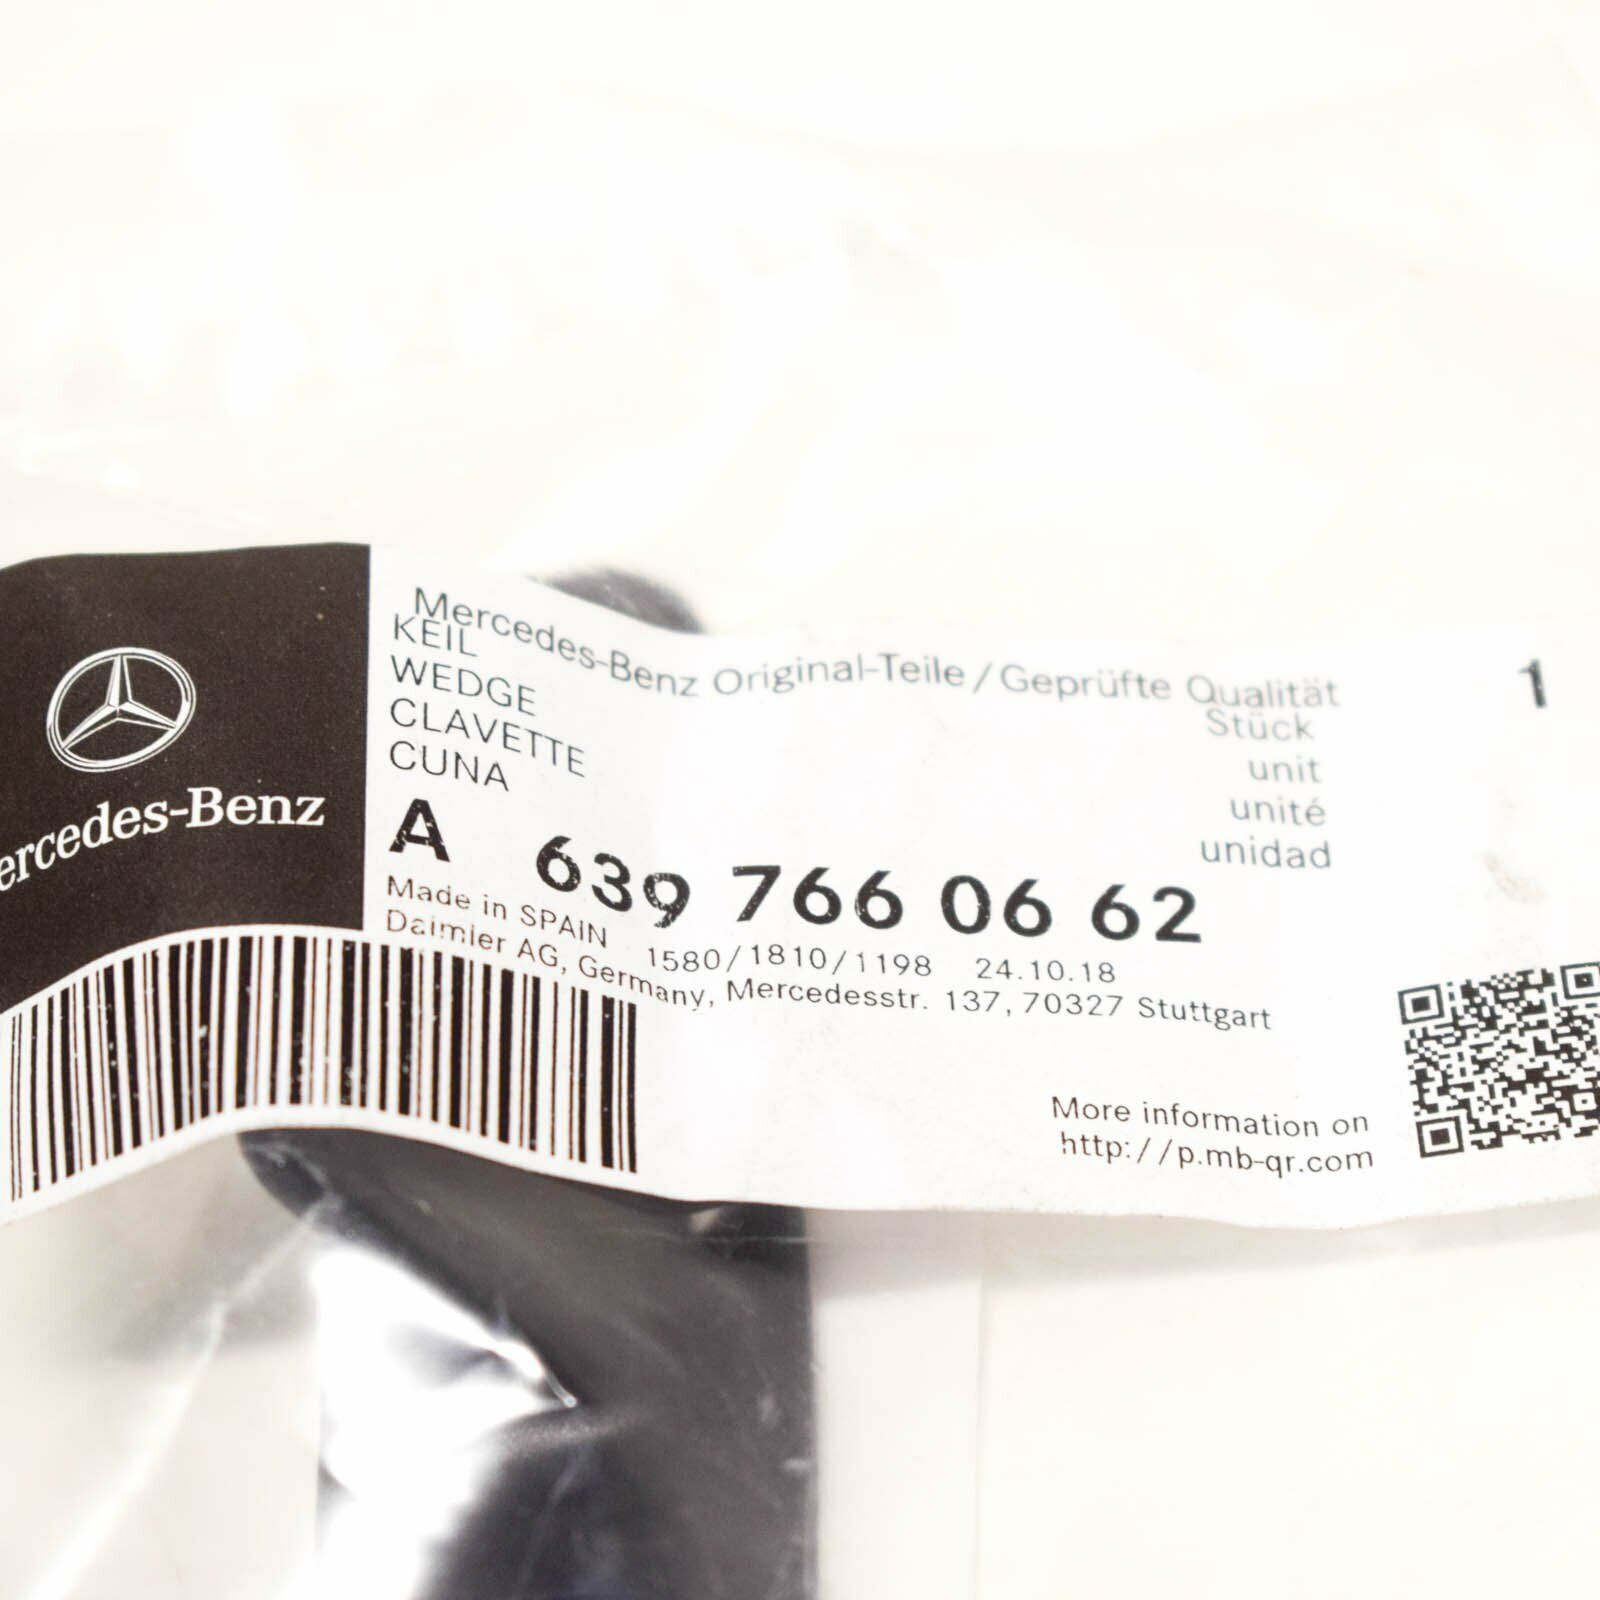 Mercedes-Benz Original-Teile / Geprüfte Qualität
KEIL
WEDGE
CLAVETTE
CUNA
Stück
unit
unité
unidad
1
ercedes-Benz
A 639 766 06 62
Made in SPAIN 1580/1810/1198 24.10.18
Daimler AG, Germany, Mercedesstr. 137, 70327 Stuttgart
More information on
http://p.mb-qr.com